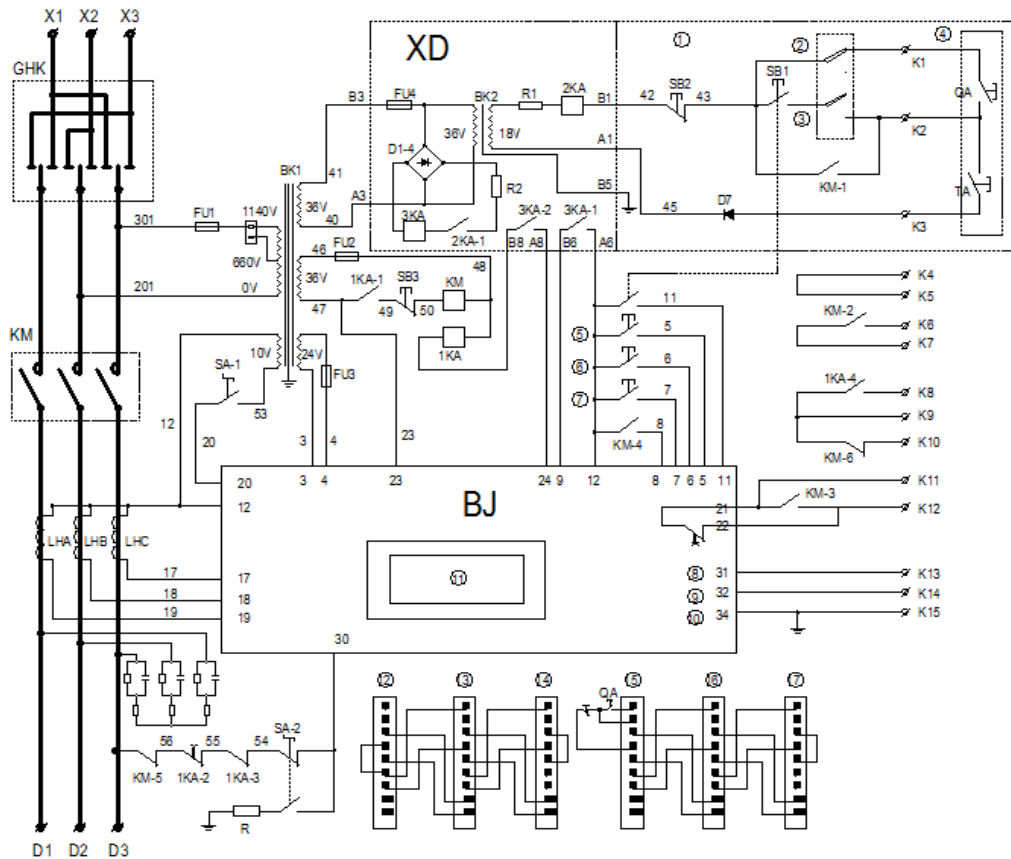 X1 X2 X3
GHK
XD
① ② ④
B3 FU4 BK2 R1 2KA B1 42 SB2 43 SB1 K1
QA
36V 18V
D1-4
③ K2
A1
41
BK1
36V
A3
40
R2
B5
KM-1
TA
3KA
2KA-1
3KA-2 3KA-1
45 D7
K3
301 FU1 1140V
660V
46 FU2
B8 A8 B6 A6
36V
48
1KA-1 SB3 KM
K4
201 0V
47
49 50
11
K5
KM-2
K6
KM
1KA
⑤ 5
K7
10V 24V
SA-1
FU3
⑥ 6
1KA-4
K8
53
⑦ 7
K9
12 20 3 4 23
8
KM-4
KM-6
K10
20 3 4 23 24 9 12 8 7 6 5 11
BJ
K11
12
21 KM-3
K12
22
LHA LHB LHC
17 17
⑪
⑧ 31 K13
18 18
⑨ 32 K14
19 19
⑩ 34 K15
30
⑫ ⑬ ⑭ QA ⑮ ⑯ ⑰
56 55 54 SA-2
KM-5 1KA-2 1KA-3
R
D1 D2 D3